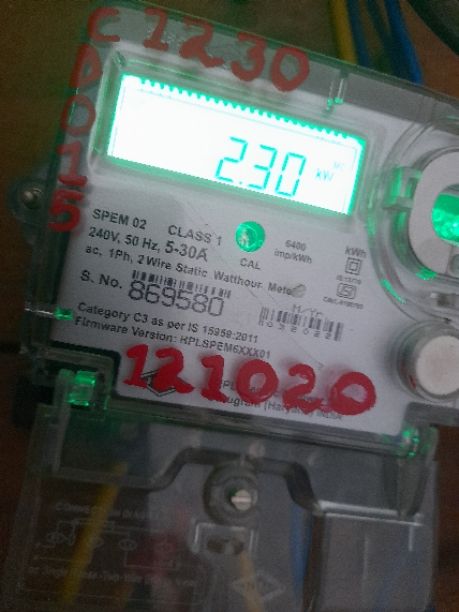 C 1230
D015
2.30 kW
SPEM 02 CLASS 1
6400
imp/kWh
kWh
240V, 50 Hz, 5-30A
CAL
ac, 1Ph, 2 Wire Static Watthour Meter
S. No. 869580
M/Yr
Category C3 as per IS 15959:2011
Firmware Version: HPLSPEM6XXX01
121020